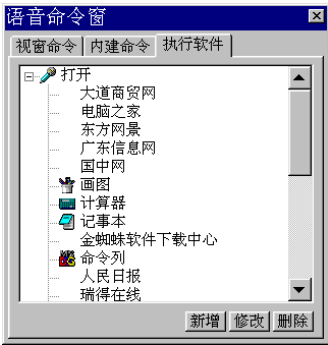 语音命令窗
视窗命令 内建命令 执行软件
打开
大道商贸网
电脑之家
东方网景
广东信息网
国中网
画图
计算器
记事本
金蜘蛛软件下载中心
命令列
人民日报
瑞得在线
新增 修改 删除